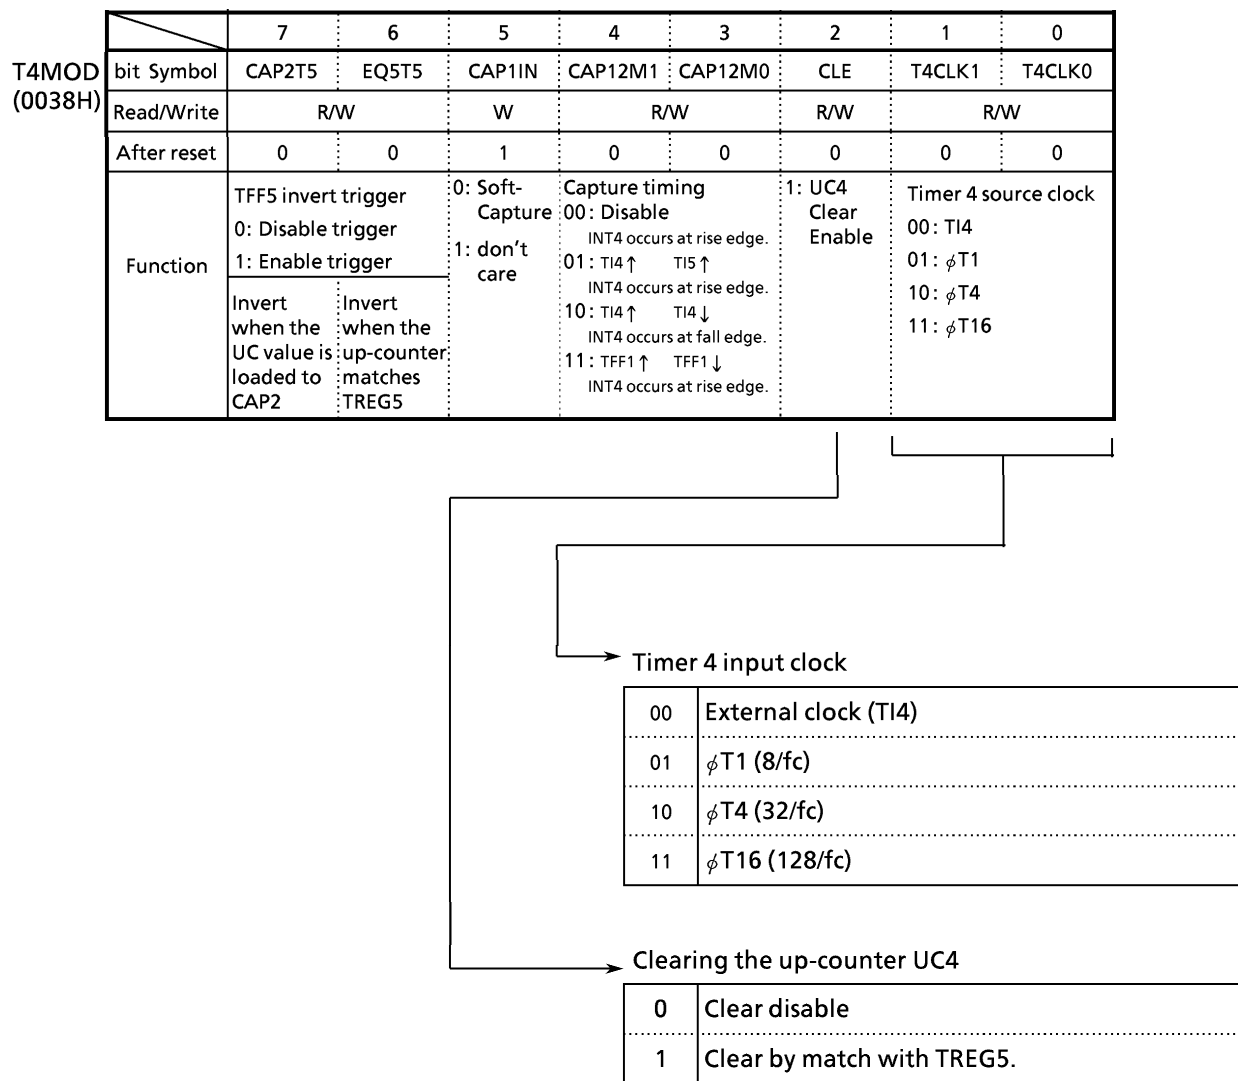 7 6 5 4 3 2 1 0
T4MOD
(0038H)
bit Symbol CAP2T5 EQ5T5 CAP1IN CAP12M1 CAP12M0 CLE T4CLK1 T4CLK0
Read/Write R/W W R/W R/W R/W
After reset 0 0 1 0 0 0 0 0
Function
TFF5 invert trigger
0: Disable trigger
1: Enable trigger
Invert
when the
UC value is
loaded to
CAP2
Invert
when the
up-counter
matches
TREG5
0: Soft-
Capture
1: don't
care
Capture timing
00: Disable
INT4 occurs at rise edge.
01: TI4↑ TI5↑
INT4 occurs at rise edge.
10: TI4↑ TI4↓
INT4 occurs at fall edge.
11: TFF1↑ TFF1↓
INT4 occurs at rise edge.
1: UC4
Clear
Enable
Timer 4 source clock
00: TI4
01: ϕT1
10: ϕT4
11: ϕT16
Timer 4 input clock
00 External clock (TI4)
01 ϕT1 (8/fc)
10 ϕT4 (32/fc)
11 ϕT16 (128/fc)
Clearing the up-counter UC4
0 Clear disable
1 Clear by match with TREG5.